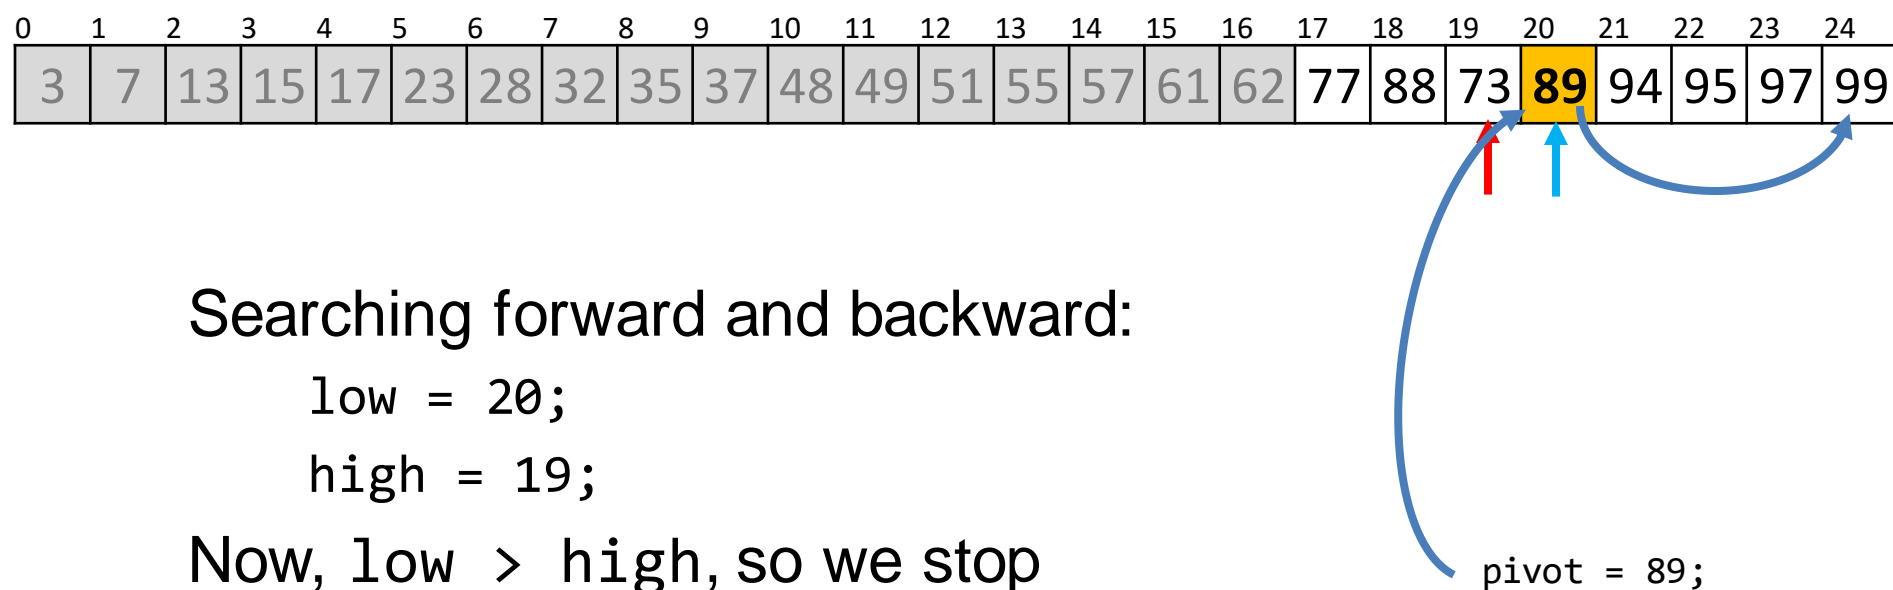 0 1 2 3 4 5 6 7 8 9 10 11 12 13 14 15 16 17 18 19 20 21 22 23 24
3 7 13 15 17 23 28 32 35 37 48 49 51 55 57 61 62 77 88 73 89 94 95 97 99
Searching forward and backward:
low = 20;
high = 19;
Now, low > high, so we stop
pivot = 89;